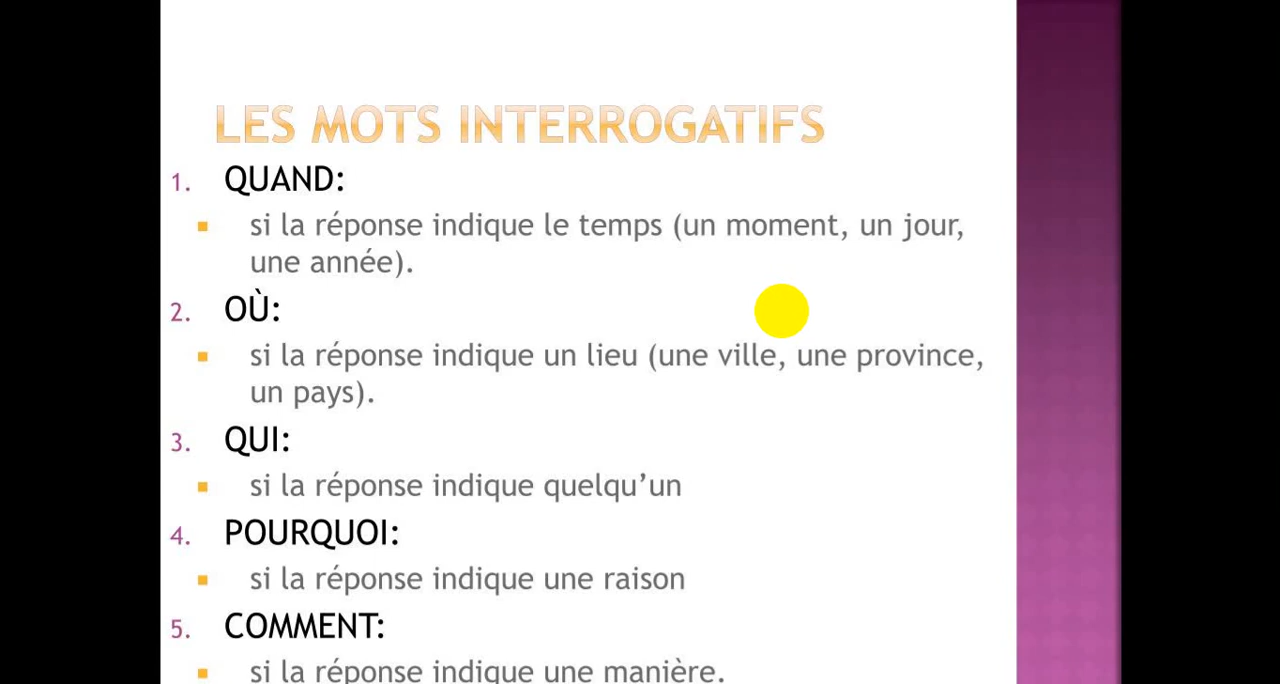 LES MOTS INTERROGATIFS
1. QUAND:
▪ si la réponse indique le temps (un moment, un jour,
une année).
2. OÙ:
▪ si la réponse indique un lieu (une ville, une province,
un pays).
3. QUI:
▪ si la réponse indique quelqu’un
4. POURQUOI:
▪ si la réponse indique une raison
5. COMMENT:
▪ si la réponse indique une manière.